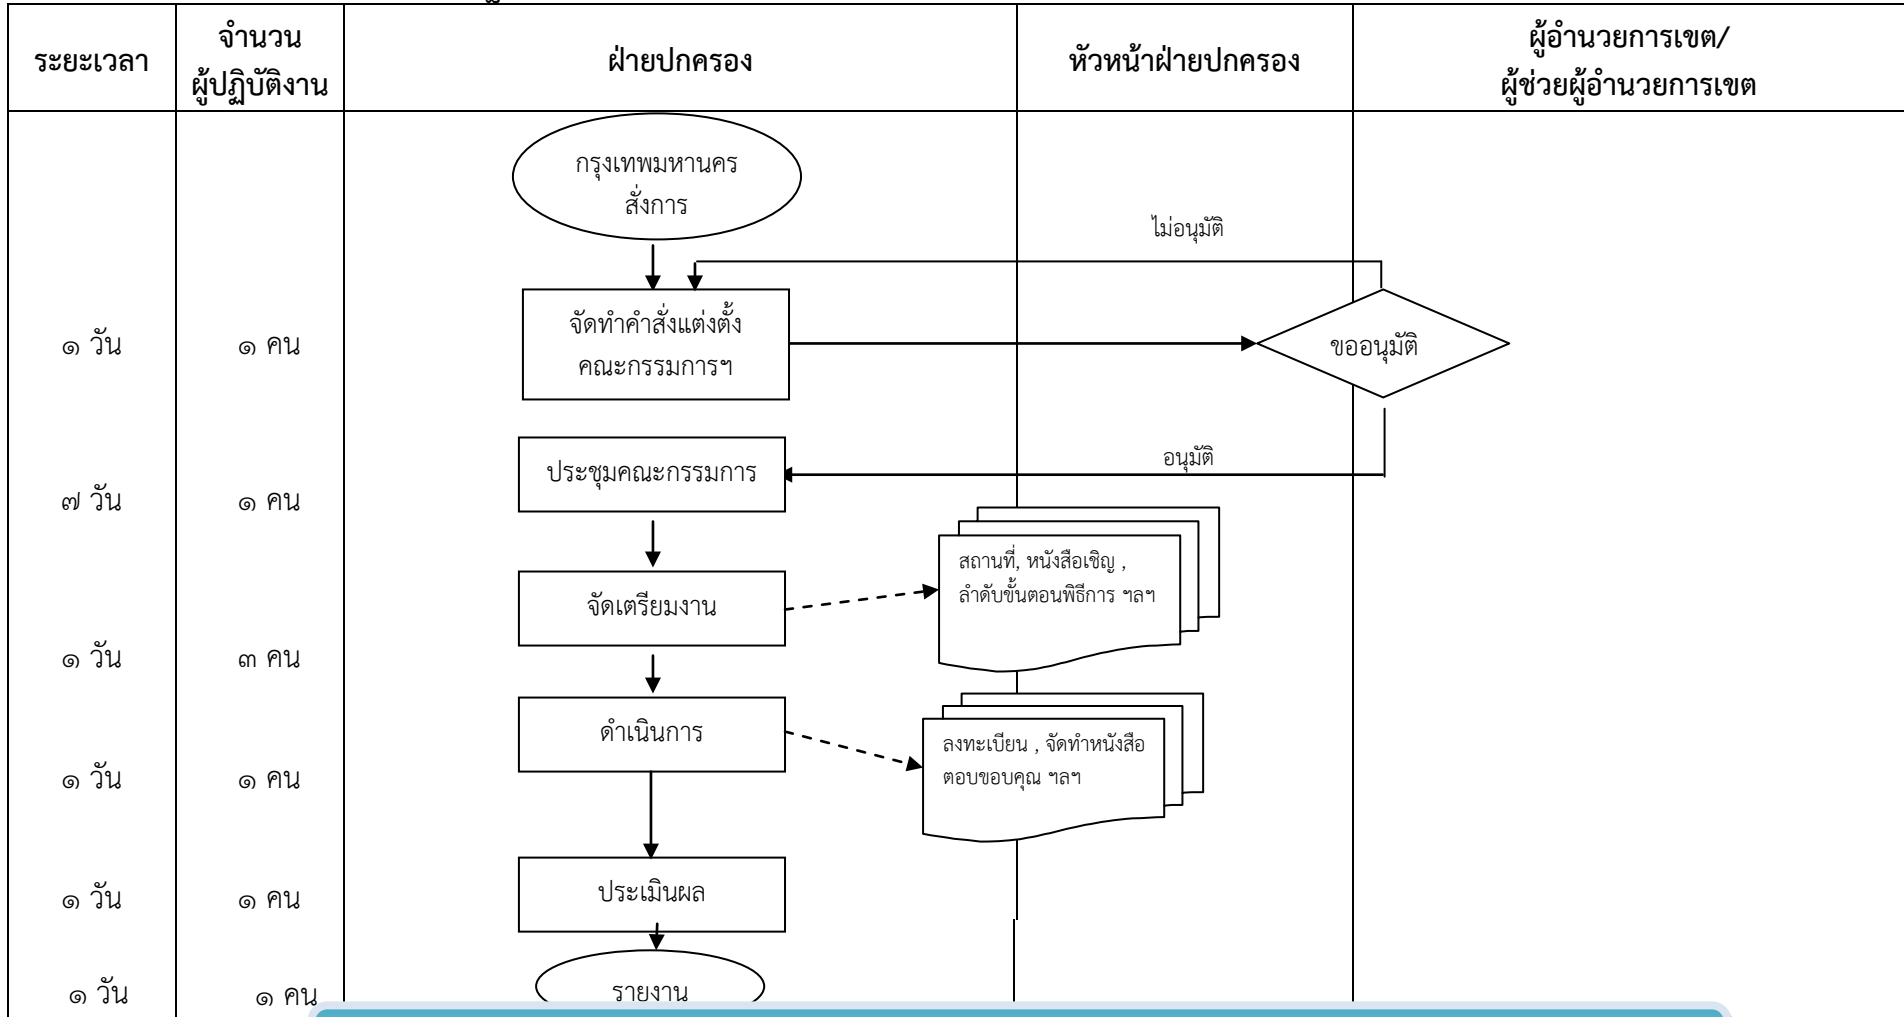 ระยะเวลา
จำนวน
ผู้ปฏิบัติงาน
ฝ่ายปกครอง
หัวหน้าฝ่ายปกครอง
ผู้อำนวยการเขต/
ผู้ช่วยผู้อำนวยการเขต
กรุงเทพมหานคร
สั่งการ
ไม่อนุมัติ
๑ วัน
๑ คน
จัดทำคำสั่งแต่งตั้ง
คณะกรรมการฯ
ขออนุมัติ
อนุมัติ
ประชุมคณะกรรมการ
๗ วัน
๑ คน
จัดเตรียมงาน
สถานที่, หนังสือเชิญ ,
ลำดับขั้นตอนพิธีการ ฯลฯ
๑ วัน
๓ คน
ดำเนินการ
ลงทะเบียน , จัดทำหนังสือ
ตอบขอบคุณ ฯลฯ
๑ วัน
๑ คน
ประเมินผล
๑ วัน
๑ คน
รายงาน
๑ วัน
๑ คน